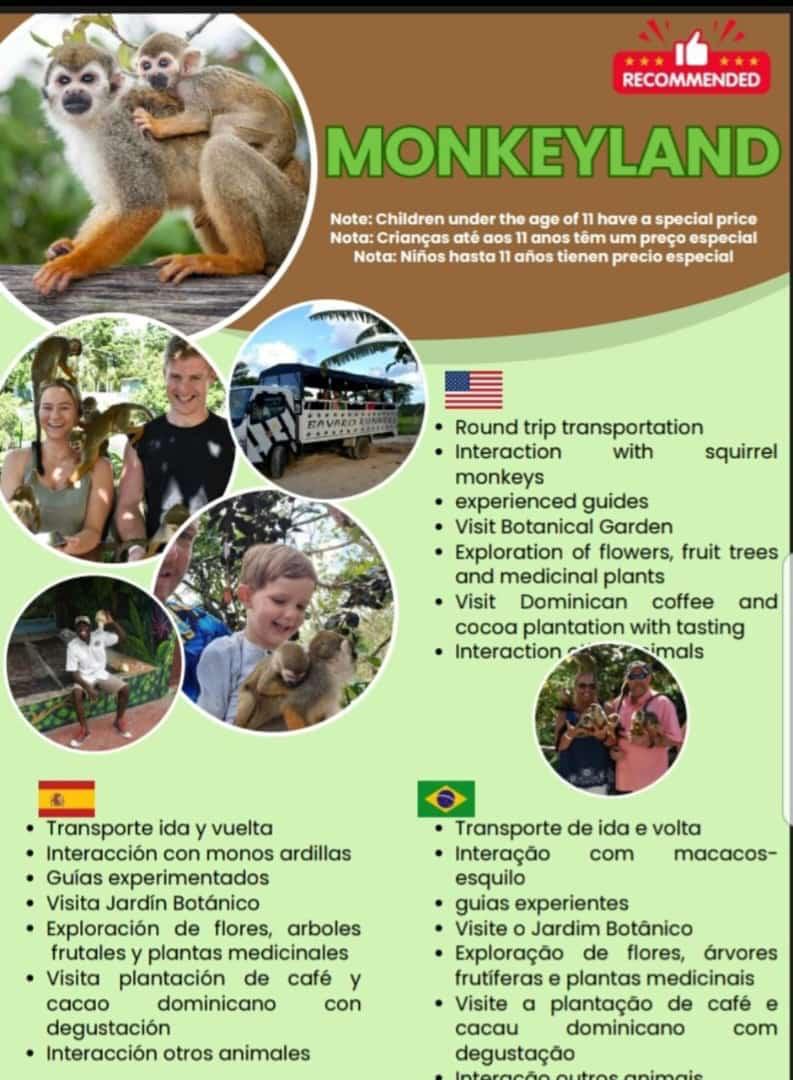 RECOMMENDED
MONKEYLAND
Note: Children under the age of 11 have a special price
Nota: Crianças até aos 11 anos têm um preço especial
Nota: Niños hasta 11 años tienen precio especial
BAVARO RUNNERS
• Round trip transportation
• Interaction with squirrel
monkeys
• experienced guides
• Visit Botanical Garden
• Exploration of flowers, fruit trees
and medicinal plants
• Visit Dominican coffee and
cocoa plantation with tasting
• Interaction
• Transporte ida y vuelta
• Interacción con monos ardillas
• Guías experimentados
• Visita Jardín Botánico
• Exploración de flores, arboles
frutales y plantas medicinales
• Visita plantación de café y
cacao dominicano con
degustación
• Interacción otros animales
• Transporte de ida e volta
• Interação com macacos-
esquilo
• guias experientes
• Visite o Jardim Botânico
• Exploração de flores, árvores
frutíferas e plantas medicinais
• Visite a plantação de café e
cacau dominicano com
degustação
• Interação outros animais